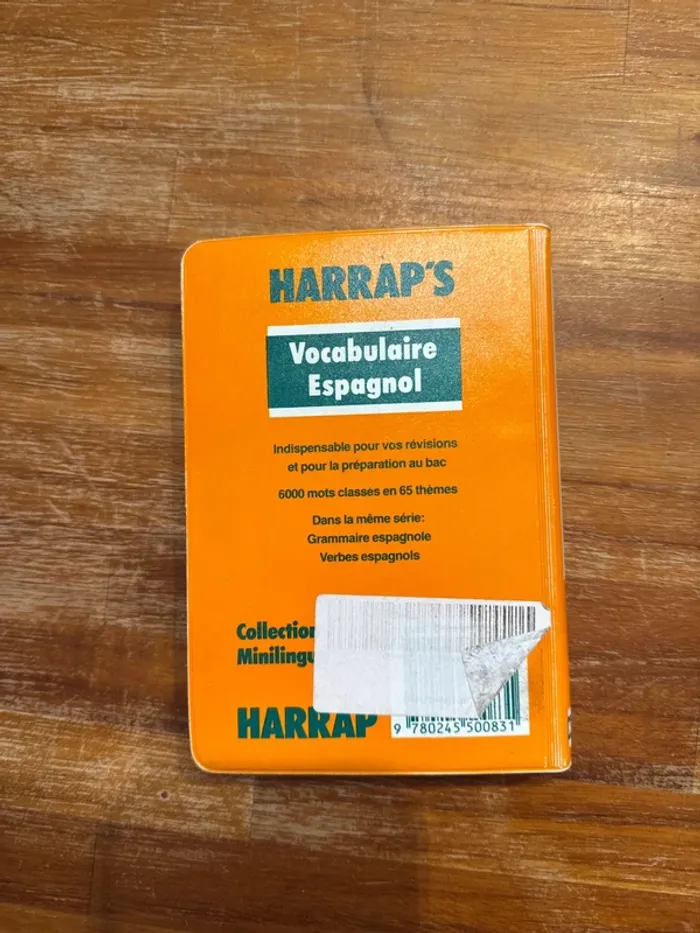 HARRAP'S
Vocabulaire
Espagnol
Indispensable pour vos révisions
et pour la préparation au bac
6000 mots classes en 65 thèmes
Dans la même série:
Grammaire espagnole
Verbes espagnols
Collection
Minilingu
HARRAP
9 780245 500831